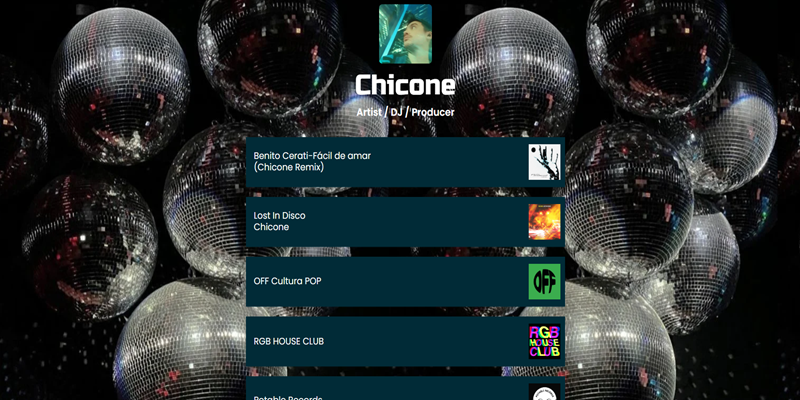 Chicone
Artist / DJ / Producer
Benito Cerati-Fácil de amar
(Chicone Remix)
Lost In Disco
Chicone
OFF Cultura POP
OFF
RGB HOUSE CLUB
RGB
HOUSE
CLUB
Potable Records